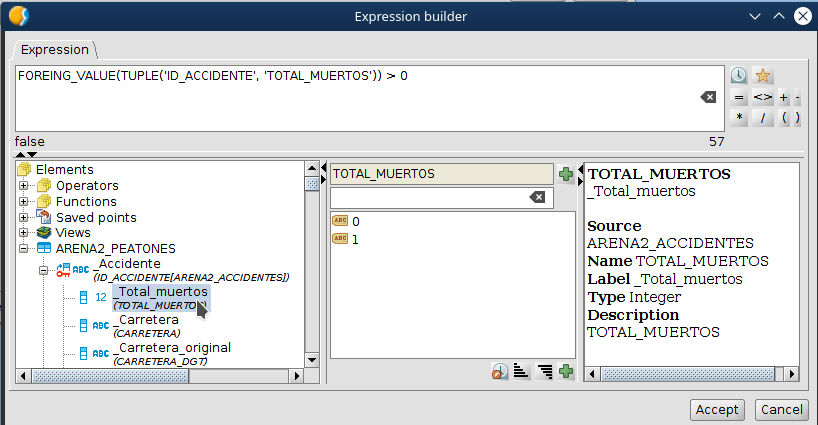 Expression builder
Expression
FOREING_VALUE(TUPLE('ID_ACCIDENTE', 'TOTAL_MUERTOS')) > 0
= <> + -
* / ( )
false 57
Elements
Operators
Functions
Saved points
Views
ARENA2_PEATONES
ABC _Accidente
(ID_ACCIDENTE[ARENA2_ACCIDENTES])
12 _Total_muertos
(TOTAL_MUERTOS)
ABC _Carretera
(CARRETERA)
ABC _Carretera_original
(CARRETERA_DGT)
TOTAL_MUERTOS
ABC 0
ABC 1
TOTAL_MUERTOS
_Total_muertos
Source
ARENA2_ACCIDENTES
Name TOTAL_MUERTOS
Label _Total_muertos
Type Integer
Description
TOTAL_MUERTOS
Accept Cancel